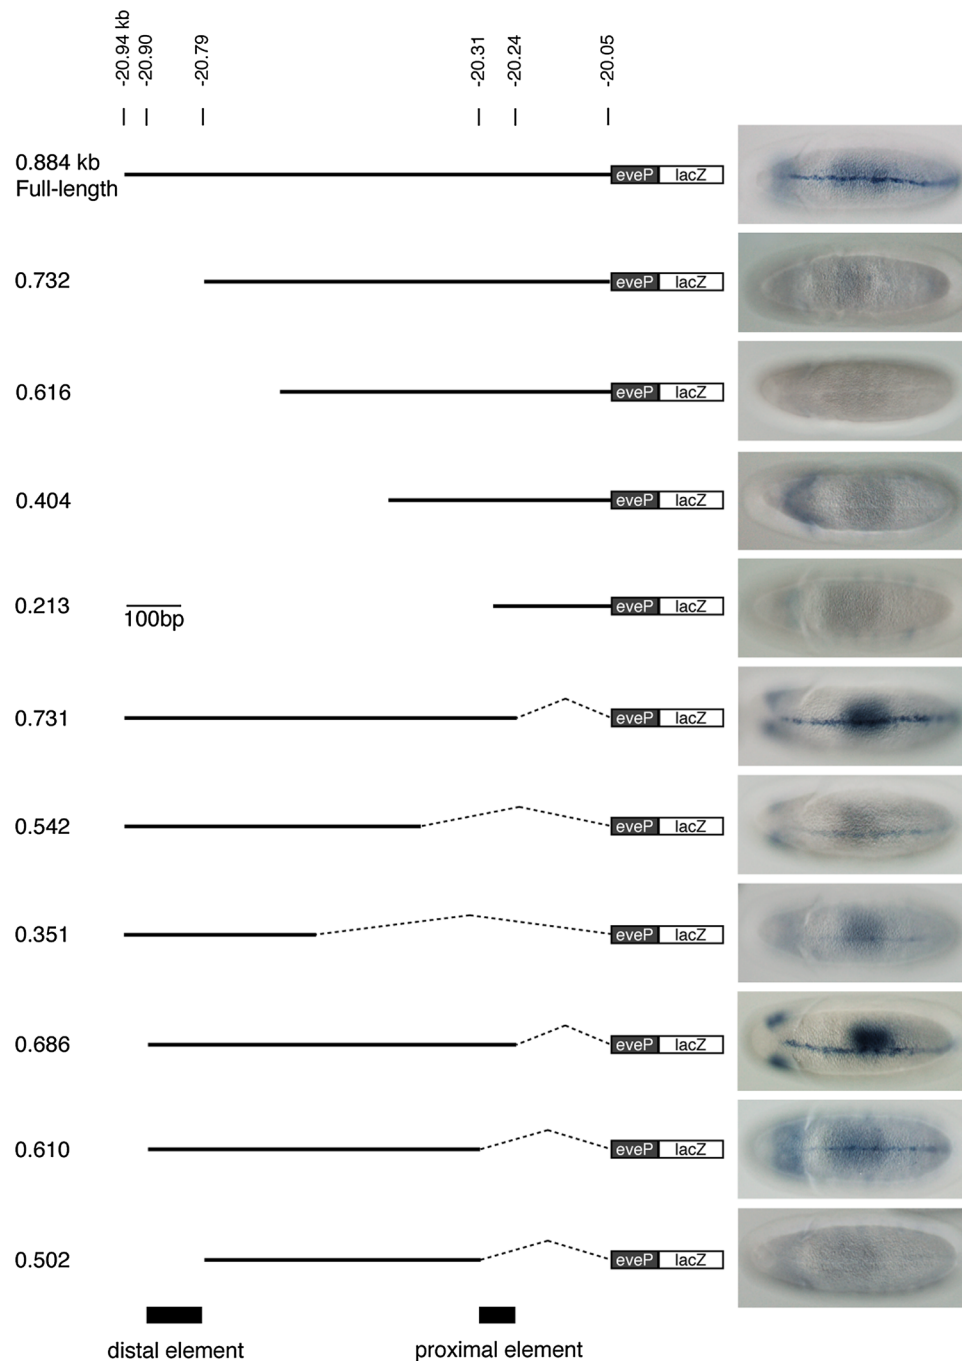 -20.94 kb
-20.90
-20.79
-20.31
-20.24
-20.05
0.884 kb
Full-length
eveP lacZ
0.732
eveP lacZ
0.616
eveP lacZ
0.404
eveP lacZ
0.213
100bp
eveP lacZ
0.731
eveP lacZ
0.542
eveP lacZ
0.351
eveP lacZ
0.686
eveP lacZ
0.610
eveP lacZ
0.502
eveP lacZ
distal element
proximal element